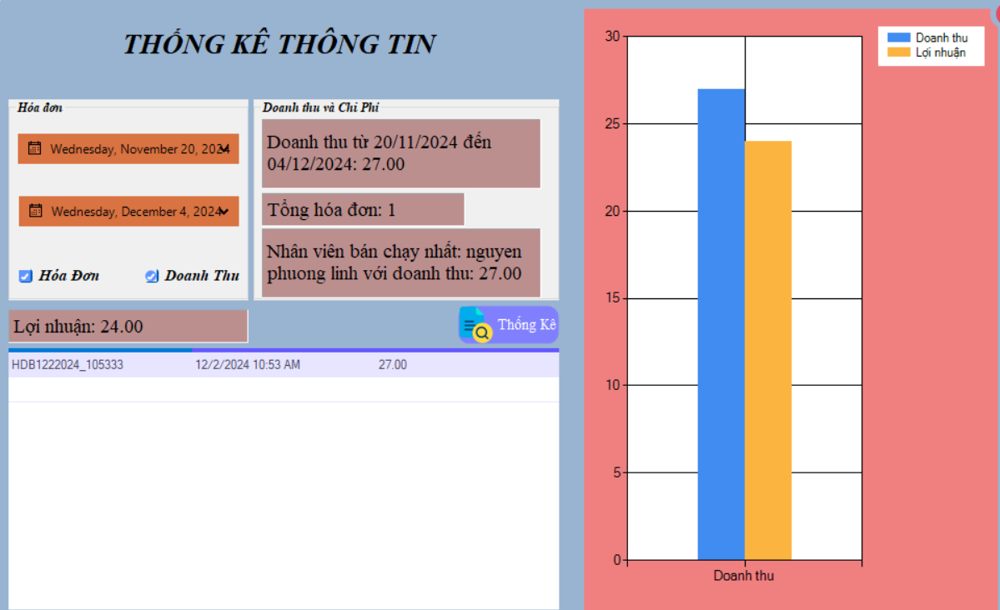 THỐNG KÊ THÔNG TIN
Hóa đơn
Wednesday, November 20, 2024
Wednesday, December 4, 2024
Hóa Đơn
Doanh Thu
Doanh thu và Chi Phí
Doanh thu từ 20/11/2024 đến
04/12/2024: 27.00
Tổng hóa đơn: 1
Nhân viên bán chạy nhất: nguyen
phuong linh với doanh thu: 27.00
Lợi nhuận: 24.00
Thống Kê
HDB1222024_105333 12/2/2024 10:53 AM 27.00
30
25
20
15
10
5
0
Doanh thu
Doanh thu
Lợi nhuận